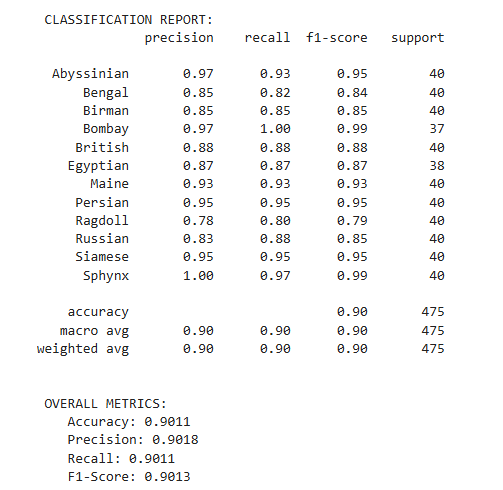 CLASSIFICATION REPORT:
precision recall f1-score support
Abyssinian 0.97 0.93 0.95 40
Bengal 0.85 0.82 0.84 40
Birman 0.85 0.85 0.85 40
Bombay 0.97 1.00 0.99 37
British 0.88 0.88 0.88 40
Egyptian 0.87 0.87 0.87 38
Maine 0.93 0.93 0.93 40
Persian 0.95 0.95 0.95 40
Ragdoll 0.78 0.80 0.79 40
Russian 0.83 0.88 0.85 40
Siamese 0.95 0.95 0.95 40
Sphynx 1.00 0.97 0.99 40
accuracy 0.90 475
macro avg 0.90 0.90 0.90 475
weighted avg 0.90 0.90 0.90 475
OVERALL METRICS:
Accuracy: 0.9011
Precision: 0.9018
Recall: 0.9011
F1-Score: 0.9013